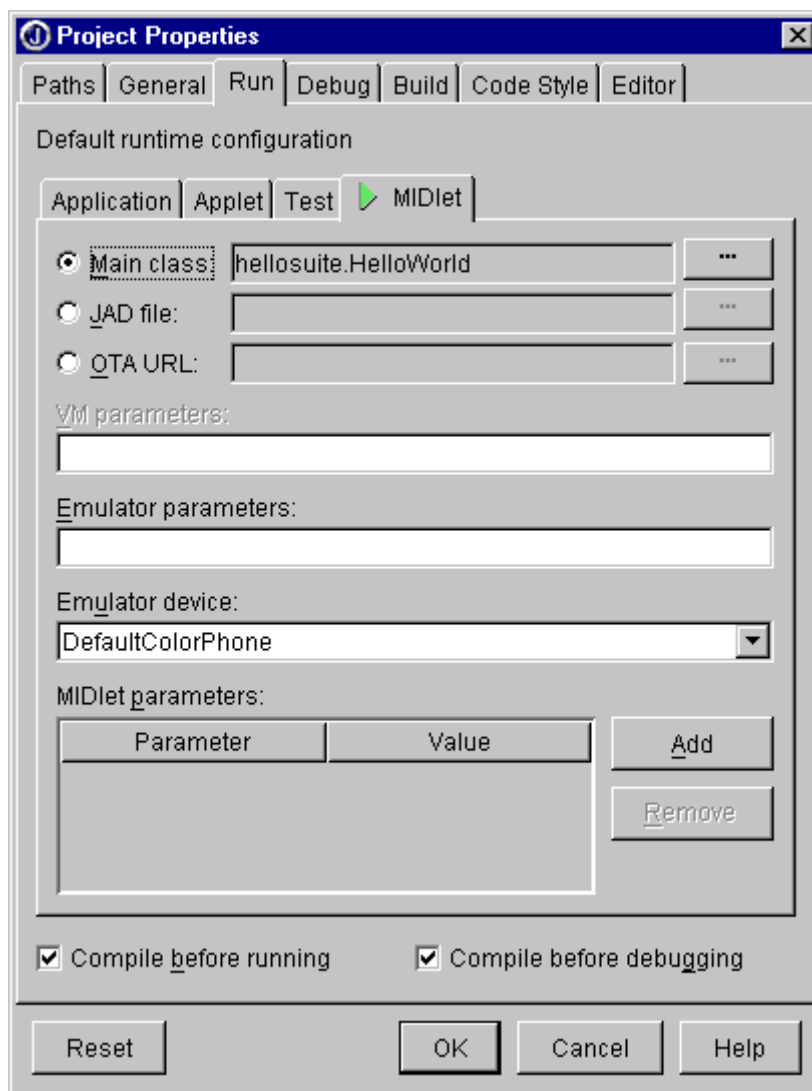 Project Properties
Paths General Run Debug Build Code Style Editor
Default runtime configuration
Application Applet Test MIDlet
Main class: hellosuite.HelloWorld ...
JAD file: ...
OTA URL: ...
VM parameters:
Emulator parameters:
Emulator device:
DefaultColorPhone
MIDlet parameters:
Parameter Value Add
Remove
Compile before running Compile before debugging
Reset OK Cancel Help